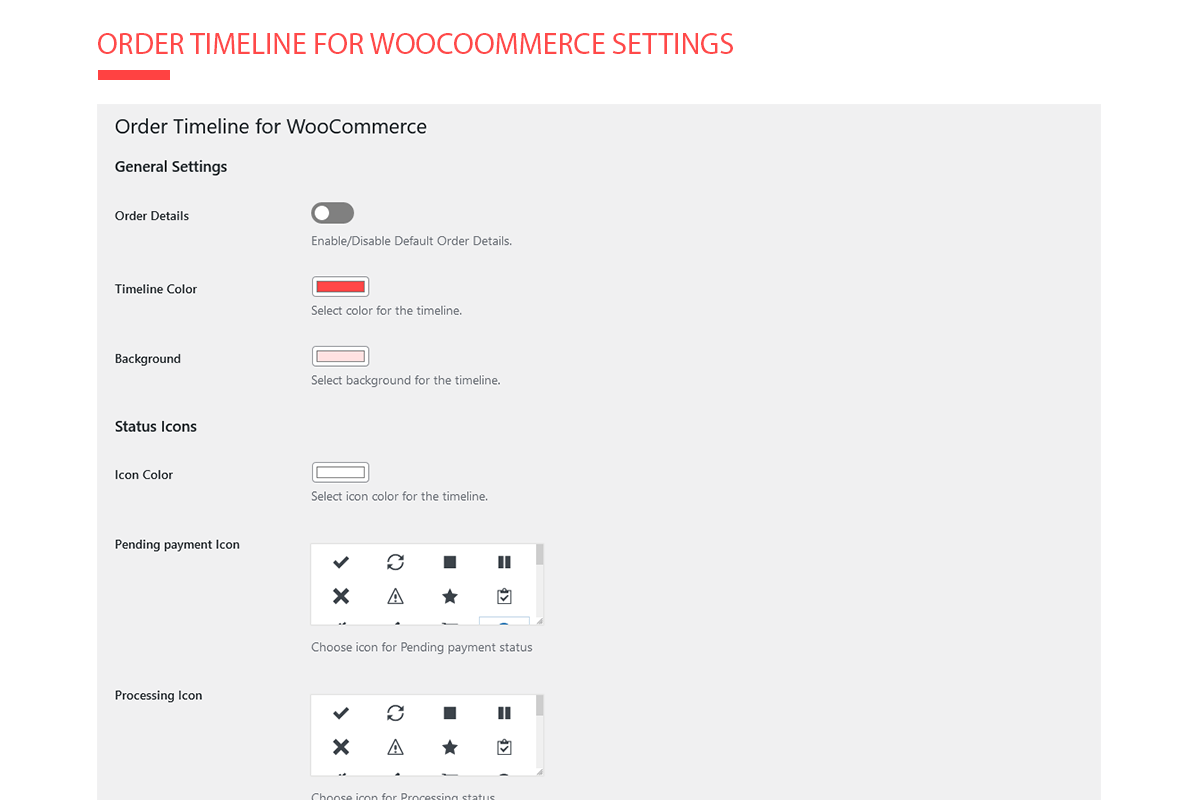 ORDER TIMELINE FOR WOOCOOMMERCE SETTINGS
Order Timeline for WooCommerce
General Settings
Order Details
Enable/Disable Default Order Details.
Timeline Color
Select color for the timeline.
Background
Select background for the timeline.
Status Icons
Icon Color
Select icon color for the timeline.
Pending payment Icon
Choose icon for Pending payment status
Processing Icon
Choose icon for Processing status